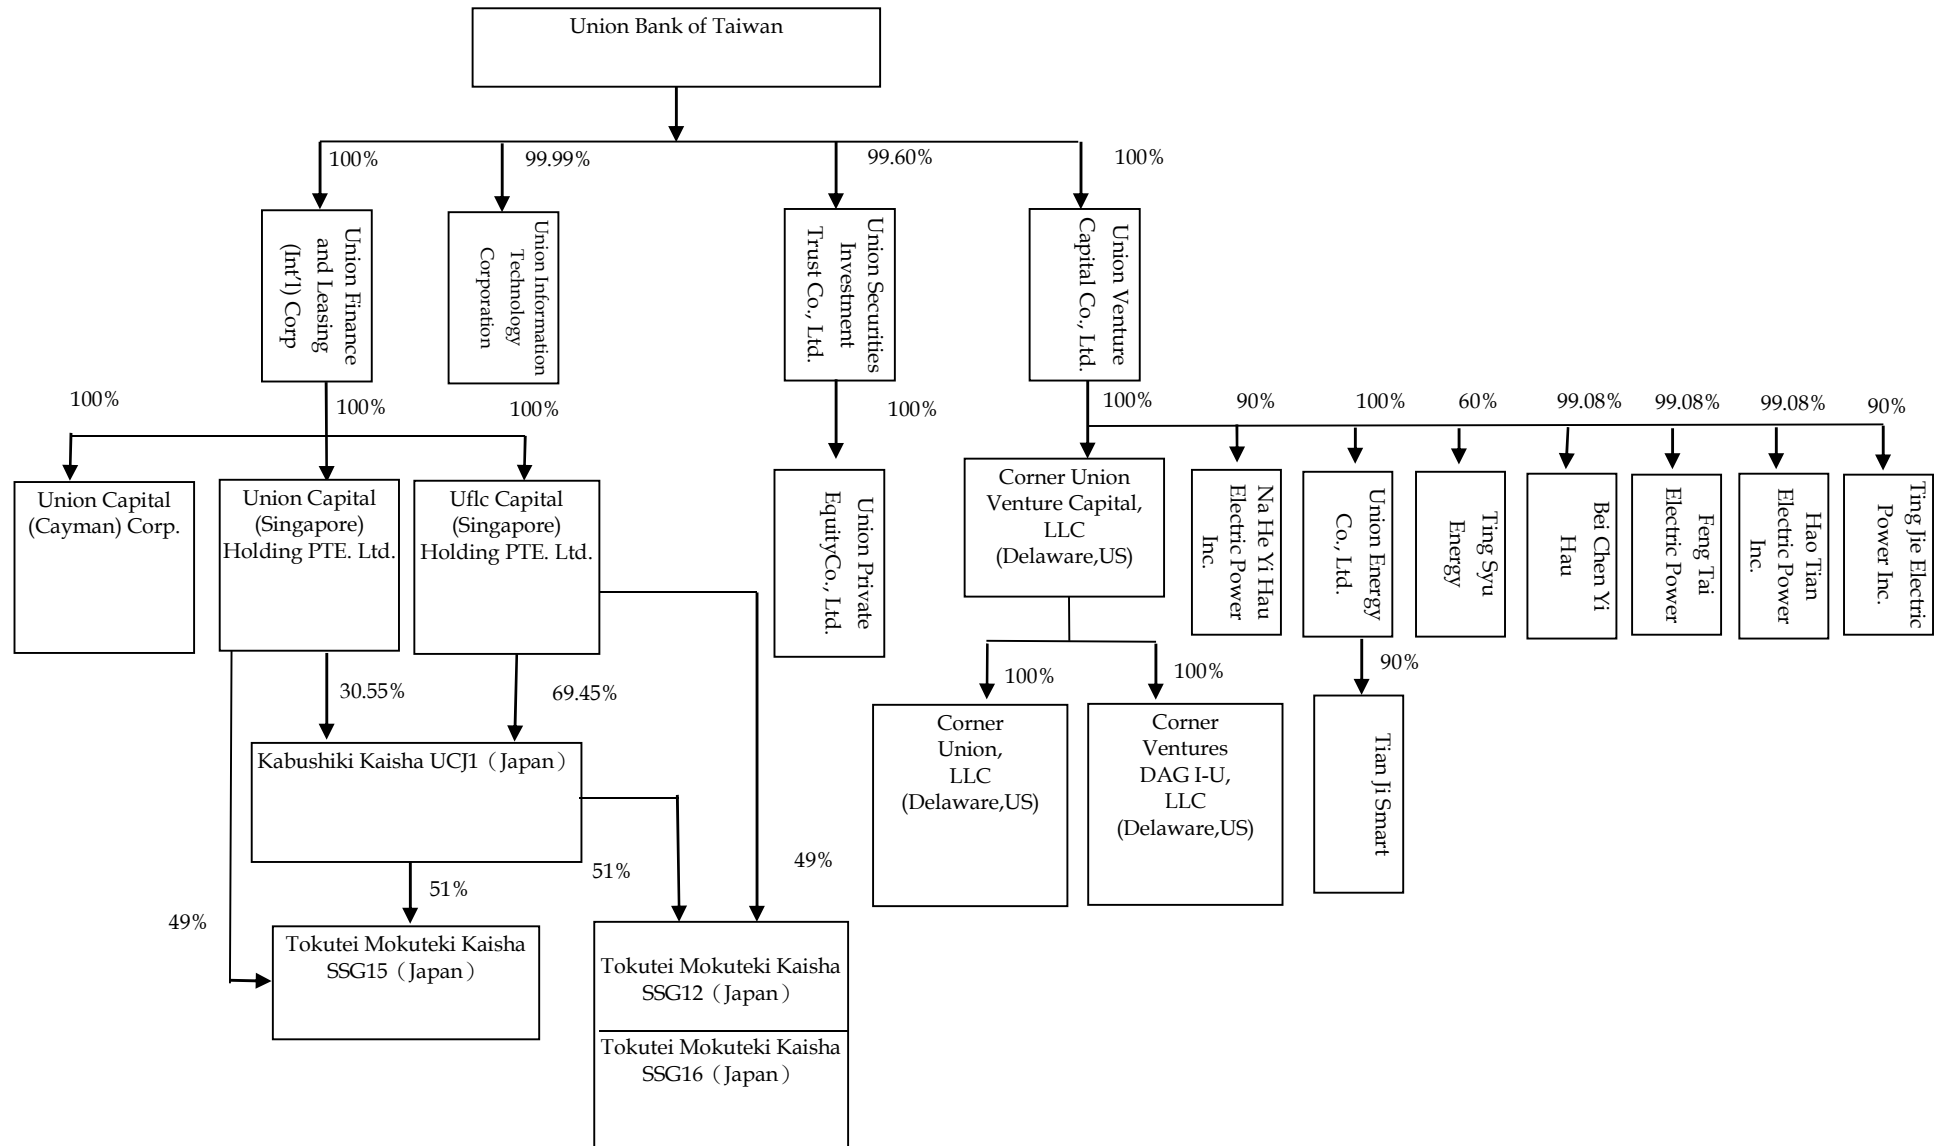 Union Bank of Taiwan
100%
99.99%
99.60%
100%
Union Finance
and Leasing
(Int'l) Corp
Union Information
Technology
Corporation
Union Securities
Investment
Trust Co., Ltd.
Union Venture
Capital Co., Ltd.
100%
100%
100%
100%
100%
90%
100%
60%
99.08%
99.08%
99.08%
90%
Union Capital
(Cayman) Corp.
Union Capital
(Singapore)
Holding PTE. Ltd.
Uflc Capital
(Singapore)
Holding PTE. Ltd.
Union Private
EquityCo., Ltd.
Corner Union
Venture Capital,
LLC
(Delaware,US)
Na He Yi Hau
Electric Power
Inc.
Union Energy
Co., Ltd.
Ting Syu
Energy
Bei Chen Yi
Hau
Feng Tai
Electric Power
Hao Tian
Electric Power
Inc.
Ting Jie Electric
Power Inc.
30.55%
69.45%
100%
100%
90%
Kabushiki Kaisha UCJ1（Japan）
Corner
Union,
LLC
(Delaware,US)
Corner
Ventures
DAG I-U,
LLC
(Delaware,US)
Tian Ji Smart
49%
51%
51%
49%
Tokutei Mokuteki Kaisha
SSG15（Japan）
Tokutei Mokuteki Kaisha
SSG12（Japan）
Tokutei Mokuteki Kaisha
SSG16（Japan）